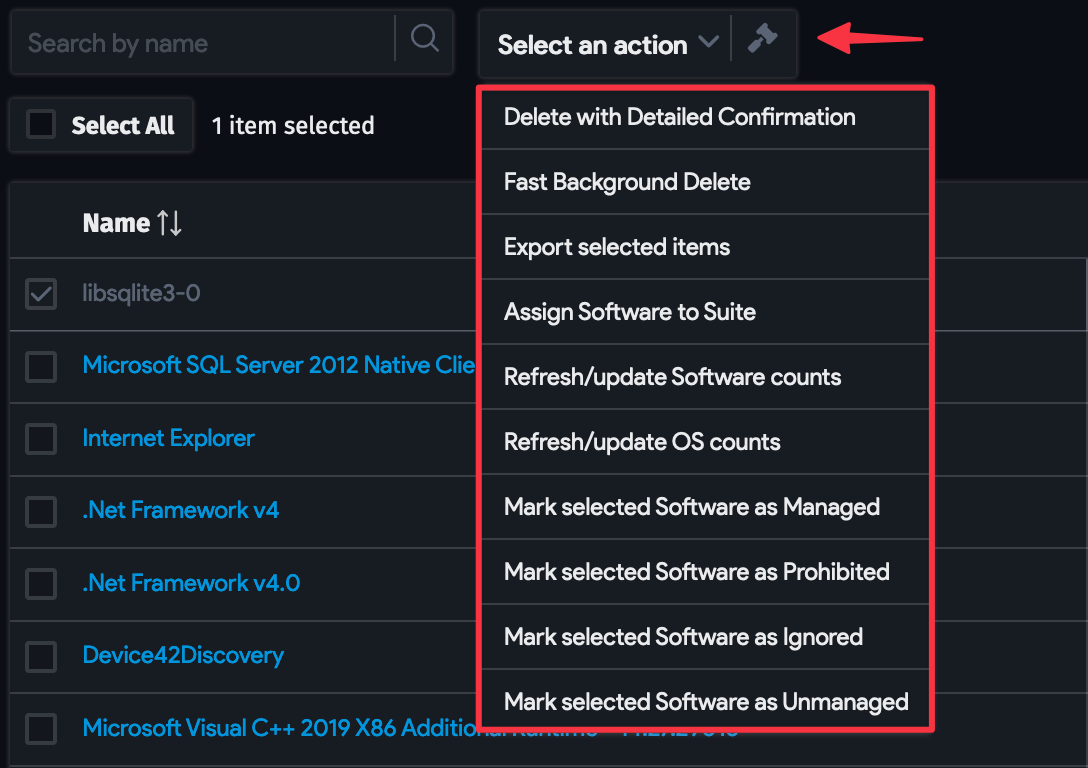 Search by name
Select an action
Select All
1 item selected
Delete with Detailed Confirmation
Fast Background Delete
Export selected items
Assign Software to Suite
Refresh/update Software counts
Refresh/update OS counts
Mark selected Software as Managed
Mark selected Software as Prohibited
Mark selected Software as Ignored
Mark selected Software as Unmanaged
Name
libsqlite3-0
Microsoft SQL Server 2012 Native Clie
Internet Explorer
.Net Framework v4
.Net Framework v4.0
Device42Discovery
Microsoft Visual C++ 2019 X86 Additional Runtime